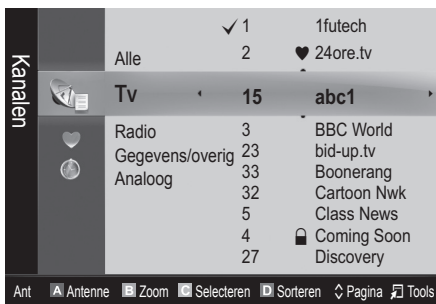 Kanalen
✓ 1 1futech
Alle 2 ♥ 24ore.tv
Tv 15 abc1
Radio 3 BBC World
Gegevens/overig 23 bid-up.tv
Analoog 33 Boonerang
32 Cartoon Nwk
5 Class News
4 Coming Soon
27 Discovery
Ant A Antenne B Zoom C Selecteren D Sorteren Pagina Tools